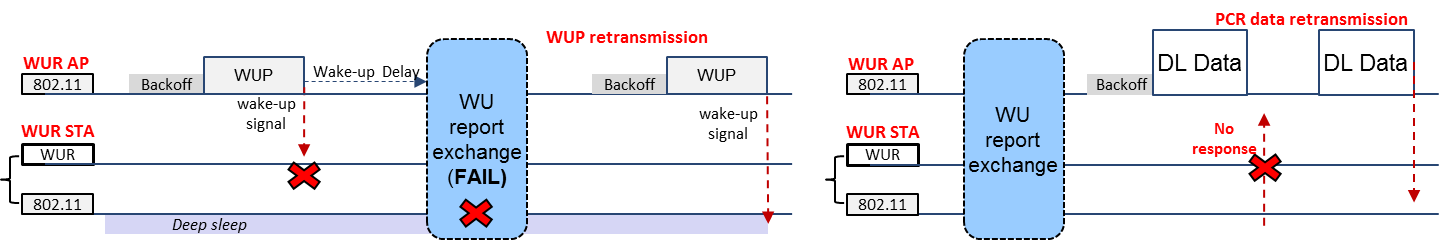 WUP retransmission
WUR AP
802.11
Backoff
WUP
Wake-up Delay
wake-up
signal
WUR STA
WUR
802.11
Deep sleep
WU
report
exchange
(FAIL)
Backoff
WUP
wake-up
signal
PCR data retransmission
WUR AP
802.11
Backoff
DL Data
DL Data
WUR STA
WUR
802.11
WU
report
exchange
No
response